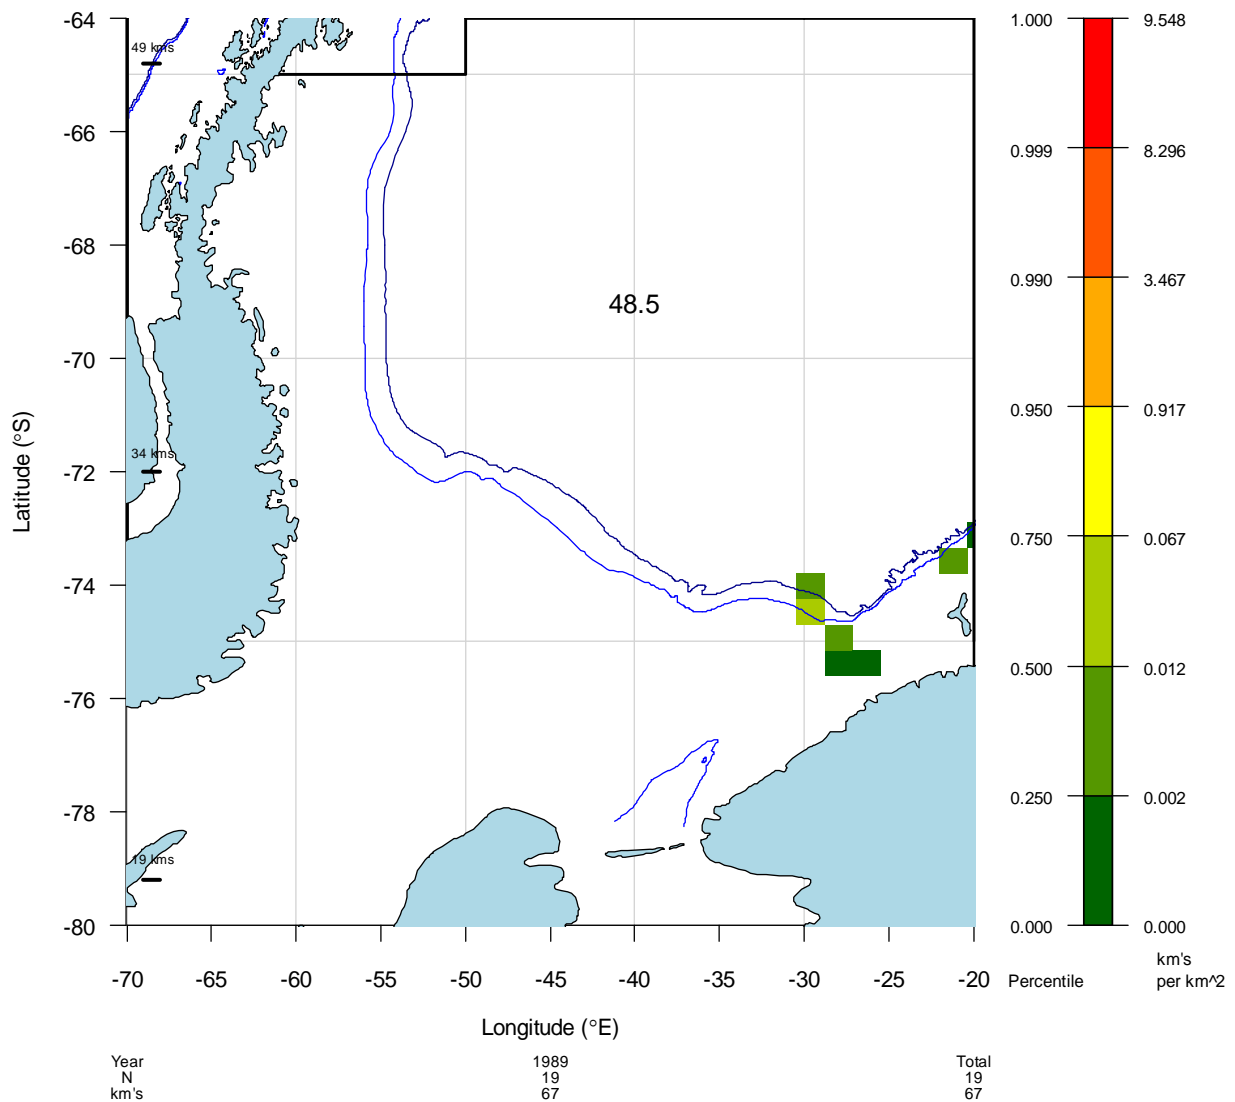 -64
-66
-68
-70
-72
-74
-76
-78
-80
Latitude (°S)
49 kms
34 kms
19 kms
48.5
-70 -65 -60 -55 -50 -45 -40 -35 -30 -25 -20
Longitude (°E)
1.000 9.548
0.999 8.296
0.990 3.467
0.950 0.917
0.750 0.067
0.500 0.012
0.250 0.002
0.000 0.000
Percentile
km's
per km^2
Year 1989 Total
N 19 19
km's 67 67